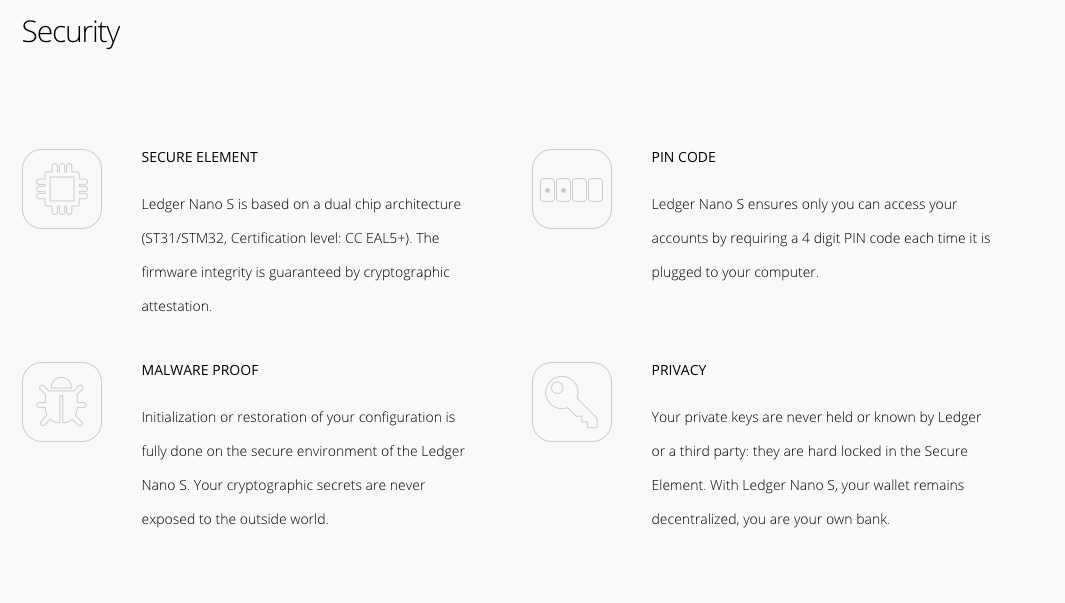 Security
SECURE ELEMENT
Ledger Nano S is based on a dual chip architecture
(ST31/STM32, Certification level: CC EAL5+). The
firmware integrity is guaranteed by cryptographic
attestation.
PIN CODE
Ledger Nano S ensures only you can access your
accounts by requiring a 4 digit PIN code each time it is
plugged to your computer.
MALWARE PROOF
Initialization or restoration of your configuration is
fully done on the secure environment of the Ledger
Nano S. Your cryptographic secrets are never
exposed to the outside world.
PRIVACY
Your private keys are never held or known by Ledger
or a third party: they are hard locked in the Secure
Element. With Ledger Nano S, your wallet remains
decentralized, you are your own bank.